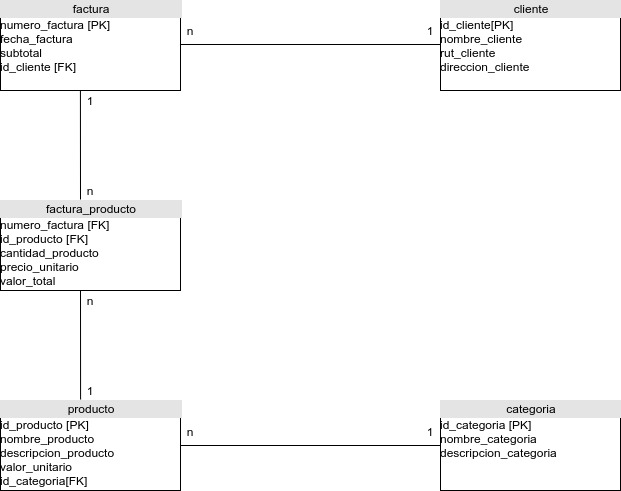 factura
numero_factura [PK]
fecha_factura
subtotal
id_cliente [FK]
n
1
cliente
id_cliente[PK]
nombre_cliente
rut_cliente
direccion_cliente
1
n
factura_producto
numero_factura [FK]
id_producto [FK]
cantidad_producto
precio_unitario
valor_total
n
1
producto
id_producto [PK]
nombre_producto
descripcion_producto
valor_unitario
id_categoria[FK]
n
1
categoria
id_categoria [PK]
nombre_categoria
descripcion_categoria